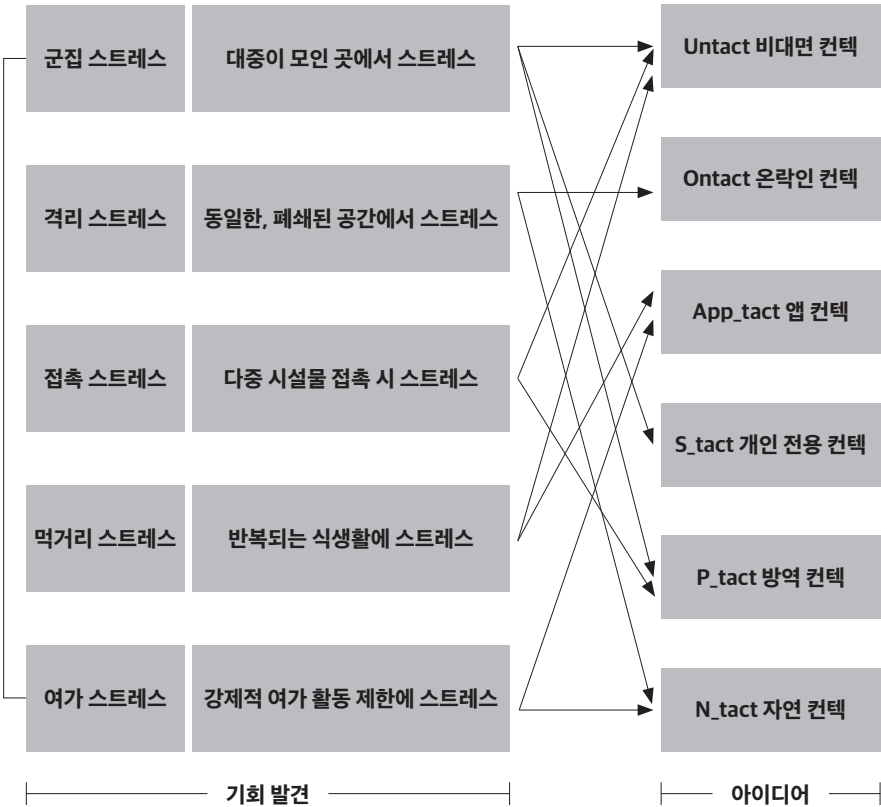 군집 스트레스
대중이 모인 곳에서 스트레스
Untact 비대면 컨텍
격리 스트레스
동일한, 폐쇄된 공간에서 스트레스
Ontact 온락인 컨텍
접촉 스트레스
다중 시설물 접촉 시 스트레스
App_tact 앱 컨텍
먹거리 스트레스
반복되는 식생활에 스트레스
S_tact 개인 전용 컨텍
P_tact 방역 컨텍
여가 스트레스
강제적 여가 활동 제한에 스트레스
N_tact 자연 컨텍
기회 발견
아이디어